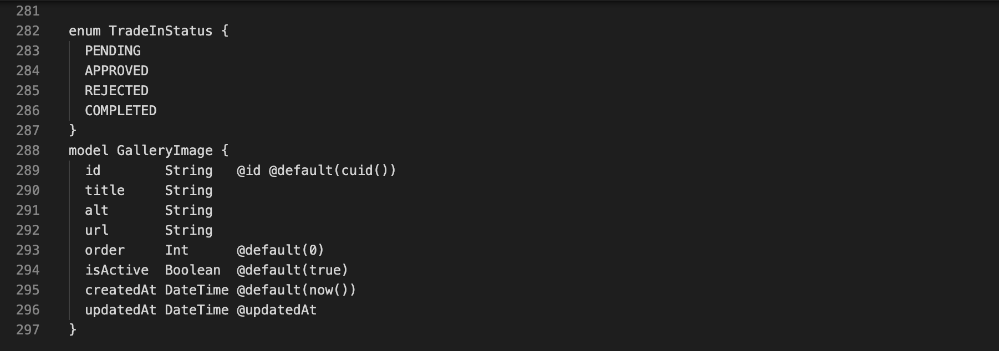 281
282 enum TradeInStatus {
283   PENDING
284   APPROVED
285   REJECTED
286   COMPLETED
287 }
288 model GalleryImage {
289   id        String   @id @default(cuid())
290   title     String
291   alt       String
292   url       String
293   order     Int      @default(0)
294   isActive  Boolean  @default(true)
295   createdAt DateTime @default(now())
296   updatedAt DateTime @updatedAt
297 }